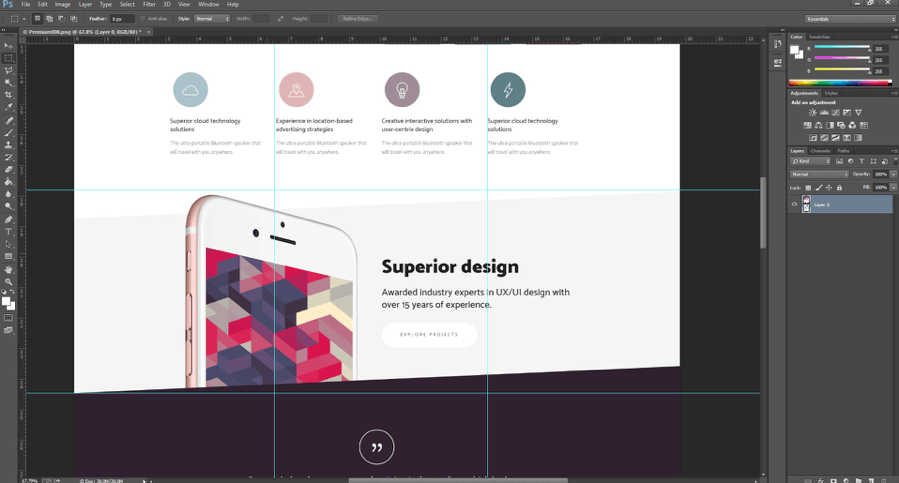 Ps File Edit Image Layer Type Select Filter 3D View Window Help
Feather: 0 px Anti-alias Style: Normal Width: Height: Refine Edge... Essentials
© Premium008.png @ 67.8% (Layer 0, RGB/8#) * ×
Color Swatches
R 255
G 255
B 255
Adjustments Styles
Add an adjustment
Layers Channels Paths
Kind
Normal Opacity: 100%
Lock: Fill: 100%
Layer 0
Superior cloud technology
solutions
The ultra portable Bluetooth speaker that
will travel with you anywhere.
Experience in location-based
advertising strategies
The ultra portable Bluetooth speaker that
will travel with you anywhere.
Creative interactive solutions with
user-centrix design
The ultra portable Bluetooth speaker that
will travel with you anywhere.
Superior cloud technology
solutions
The ultra portable Bluetooth speaker that
will travel with you anywhere.
Superior design
Awarded industry experts in UX/UI design with
over 15 years of experience.
EXPLORE PROJECTS
”
67.79%